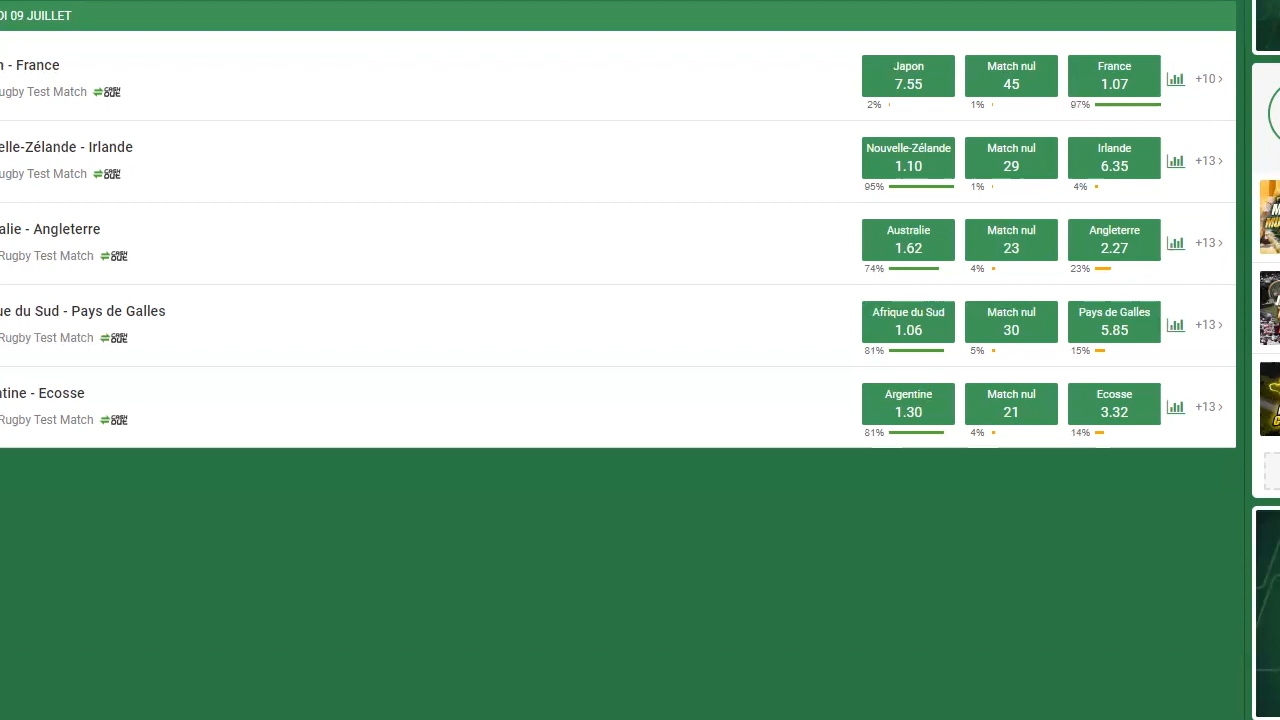 DI 09 JUILLET
n - France
ugby Test Match
Japon
7.55
2%
Match nul
45
1%
France
1.07
97%
+10 >
elle-Zélande - Irlande
ugby Test Match
Nouvelle-Zélande
1.10
95%
Match nul
29
1%
Irlande
6.35
4%
+13 >
alie - Angleterre
Rugby Test Match
Australie
1.62
74%
Match nul
23
4%
Angleterre
2.27
23%
+13 >
ue du Sud - Pays de Galles
Rugby Test Match
Afrique du Sud
1.06
81%
Match nul
30
5%
Pays de Galles
5.85
15%
+13 >
ntine - Ecosse
Rugby Test Match
Argentine
1.30
81%
Match nul
21
4%
Ecosse
3.32
14%
+13 >